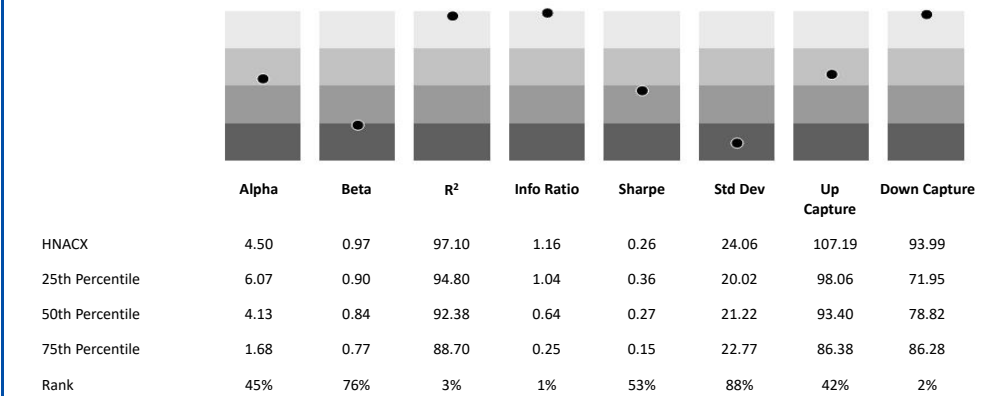 Alpha Beta R² Info Ratio Sharpe Std Dev Up Capture Down Capture
HNACX 4.50 0.97 97.10 1.16 0.26 24.06 107.19 93.99
25th Percentile 6.07 0.90 94.80 1.04 0.36 20.02 98.06 71.95
50th Percentile 4.13 0.84 92.38 0.64 0.27 21.22 93.40 78.82
75th Percentile 1.68 0.77 88.70 0.25 0.15 22.77 86.38 86.28
Rank 45% 76% 3% 1% 53% 88% 42% 2%